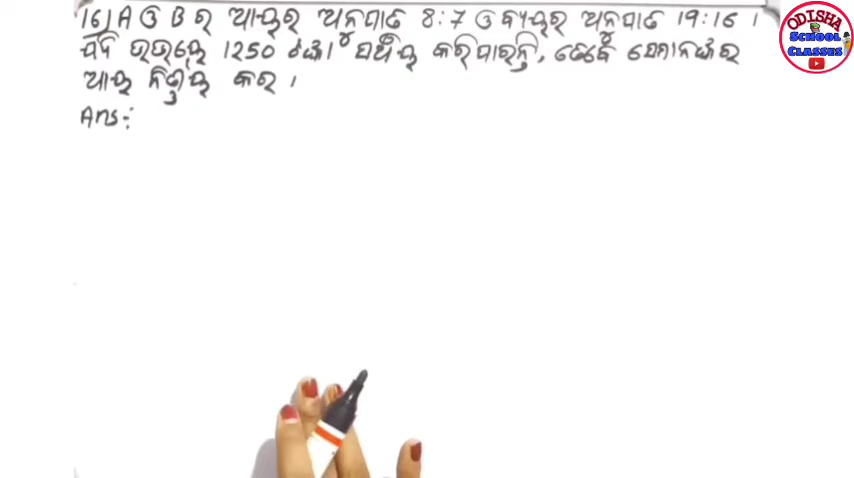 16) A ଓ B ର ଆୟର ଅନୁପାତ 8:7 ଓ ବ୍ୟୟର ଅନୁପାତ 19:16 ।
ଯଦି ଉଭୟେ 1250 ଟଙ୍କା ସଞ୍ଚୟ କରିପାରନ୍ତି, ତେବେ ସେମାନଙ୍କର
ଆୟ ନିର୍ଣ୍ଣୟ କର ।
Ans:-
ODISHA
SCHOOL
CLASSES